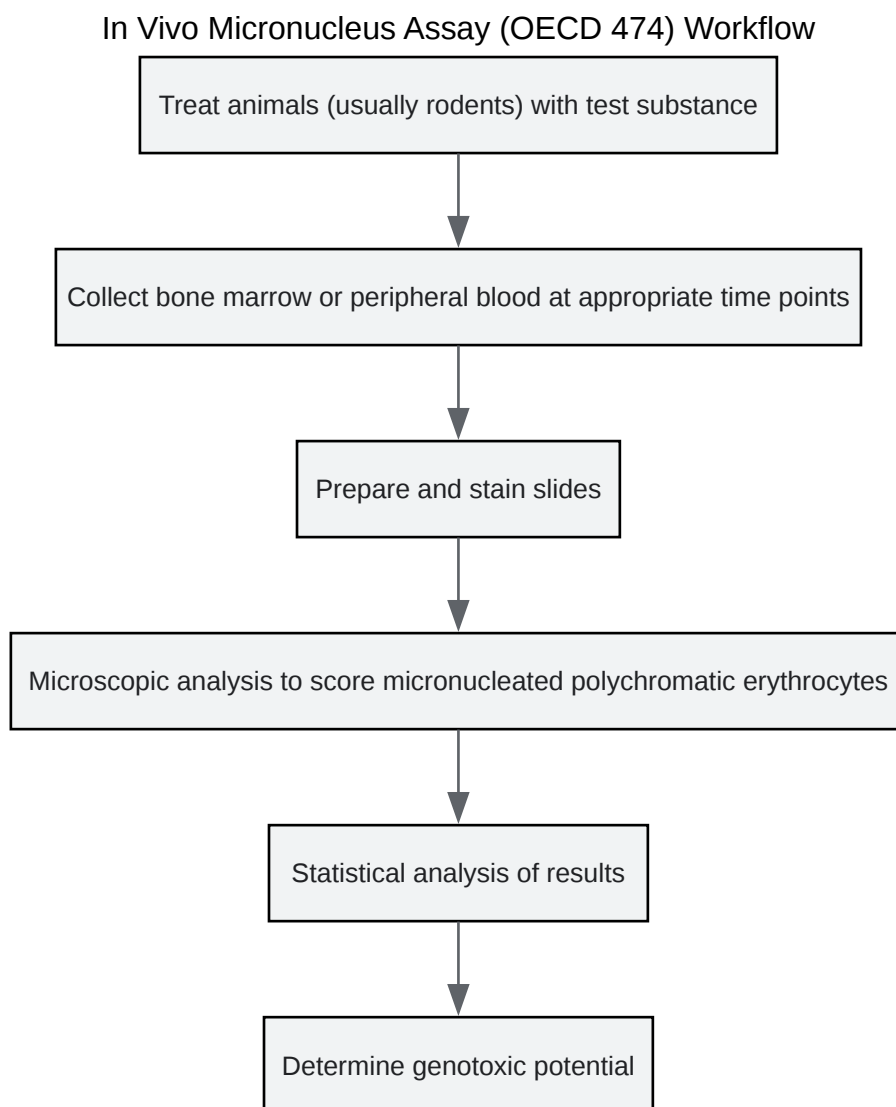 In Vivo Micronucleus Assay (OECD 474) Workflow
Treat animals (usually rodents) with test substance
Collect bone marrow or peripheral blood at appropriate time points
Prepare and stain slides
Microscopic analysis to score micronucleated polychromatic erythrocytes
Statistical analysis of results
Determine genotoxic potential